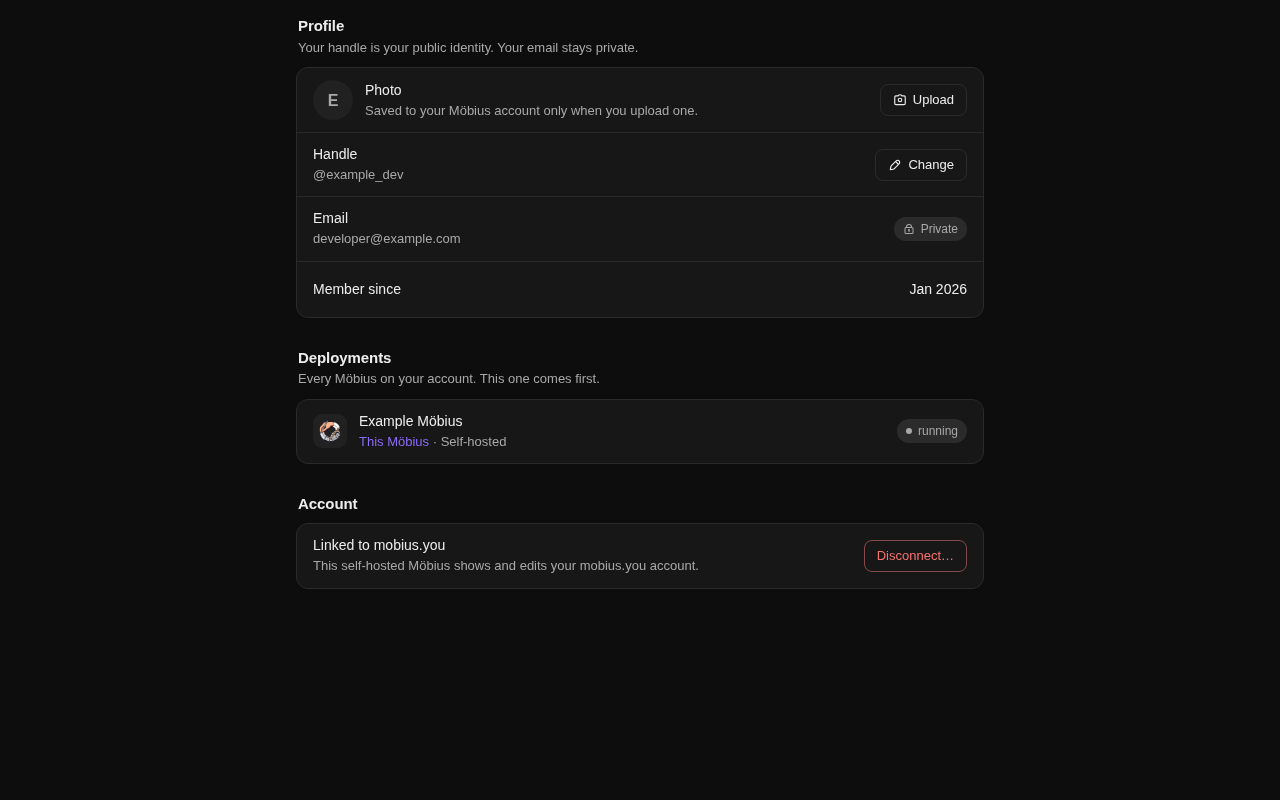 Profile
Your handle is your public identity. Your email stays private.
E
Photo
Saved to your Möbius account only when you upload one.
Upload
Handle
@example_dev
Change
Email
developer@example.com
Private
Member since
Jan 2026
Deployments
Every Möbius on your account. This one comes first.
Example Möbius
This Möbius · Self-hosted
running
Account
Linked to mobius.you
This self-hosted Möbius shows and edits your mobius.you account.
Disconnect…